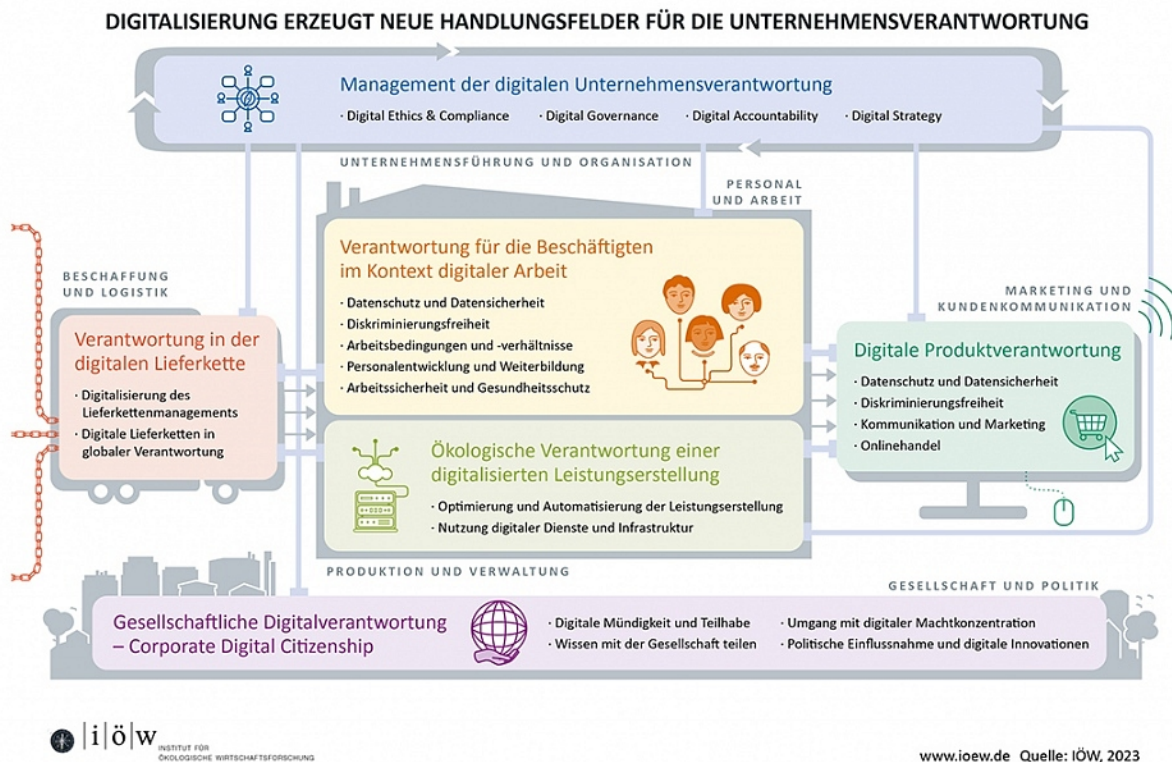 DIGITALISIERUNG ERZEUGT NEUE HANDLUNGSFELDER FÜR DIE UNTERNEHMENSVERANTWORTUNG
Management der digitalen Unternehmensverantwortung
· Digital Ethics & Compliance · Digital Governance · Digital Accountability · Digital Strategy
UNTERNEHMENSFÜHRUNG UND ORGANISATION
PERSONAL
UND ARBEIT
Verantwortung für die Beschäftigten
im Kontext digitaler Arbeit
· Datenschutz und Datensicherheit
· Diskriminierungsfreiheit
· Arbeitsbedingungen und -verhältnisse
· Personalentwicklung und Weiterbildung
· Arbeitssicherheit und Gesundheitsschutz
BESCHAFFUNG
UND LOGISTIK
Verantwortung in der
digitalen Lieferkette
· Digitalisierung des
Lieferkettenmanagements
· Digitale Lieferketten in
globaler Verantwortung
MARKETING UND
KUNDENKOMMUNIKATION
Digitale Produktverantwortung
· Datenschutz und Datensicherheit
· Diskriminierungsfreiheit
· Kommunikation und Marketing
· Onlinehandel
Ökologische Verantwortung einer
digitalisierten Leistungserstellung
· Optimierung und Automatisierung der Leistungserstellung
· Nutzung digitaler Dienste und Infrastruktur
PRODUKTION UND VERWALTUNG
GESELLSCHAFT UND POLITIK
Gesellschaftliche Digitalverantwortung
– Corporate Digital Citizenship
· Digitale Mündigkeit und Teilhabe
· Wissen mit der Gesellschaft teilen
· Umgang mit digitaler Machtkonzentration
· Politische Einflussnahme und digitale Innovationen
|i|ö|w
INSTITUT FÜR
ÖKOLOGISCHE WIRTSCHAFTSFORSCHUNG
www.ioew.de Quelle: IÖW, 2023